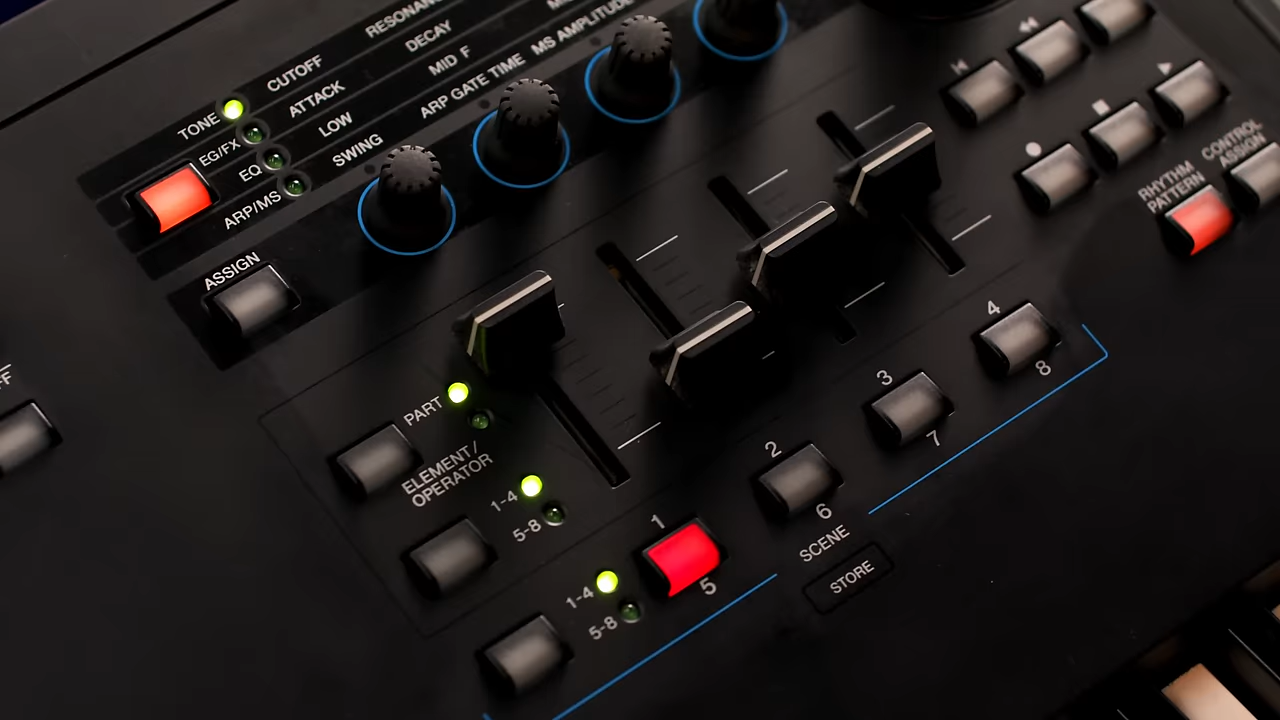 TONE CUTOFF RESONANCE
EG/FX ATTACK DECAY
EQ LOW MID F
ARP/MS SWING ARP GATE TIME MS AMPLITUDE
ASSIGN
RHYTHM
PATTERN
CONTROL
ASSIGN
PART
ELEMENT/
OPERATOR
1-4
5-8
1-4
5-8
1 2 3 4
5 6 7 8
SCENE
STORE